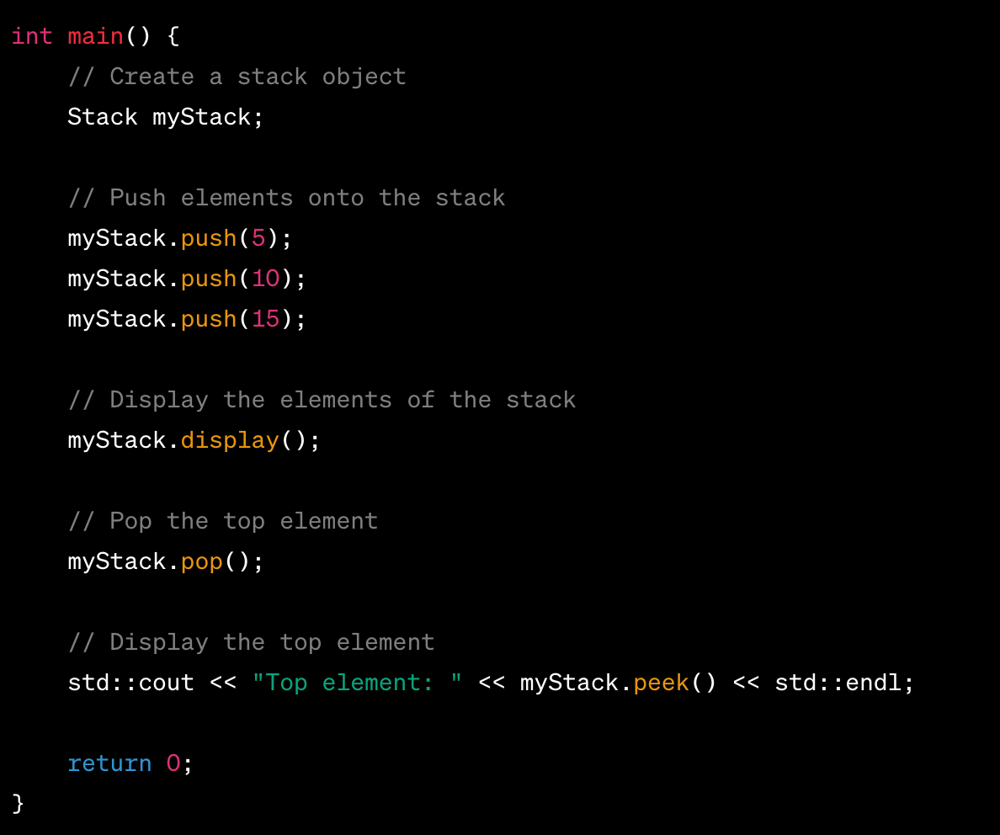 int main() {
    // Create a stack object
    Stack myStack;

    // Push elements onto the stack
    myStack.push(5);
    myStack.push(10);
    myStack.push(15);

    // Display the elements of the stack
    myStack.display();

    // Pop the top element
    myStack.pop();

    // Display the top element
    std::cout << "Top element: " << myStack.peek() << std::endl;

    return 0;
}